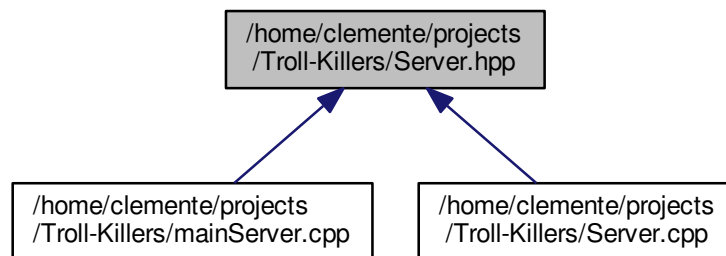 /home/clemente/projects
/Troll-Killers/Server.hpp
/home/clemente/projects
/Troll-Killers/mainServer.cpp
/home/clemente/projects
/Troll-Killers/Server.cpp